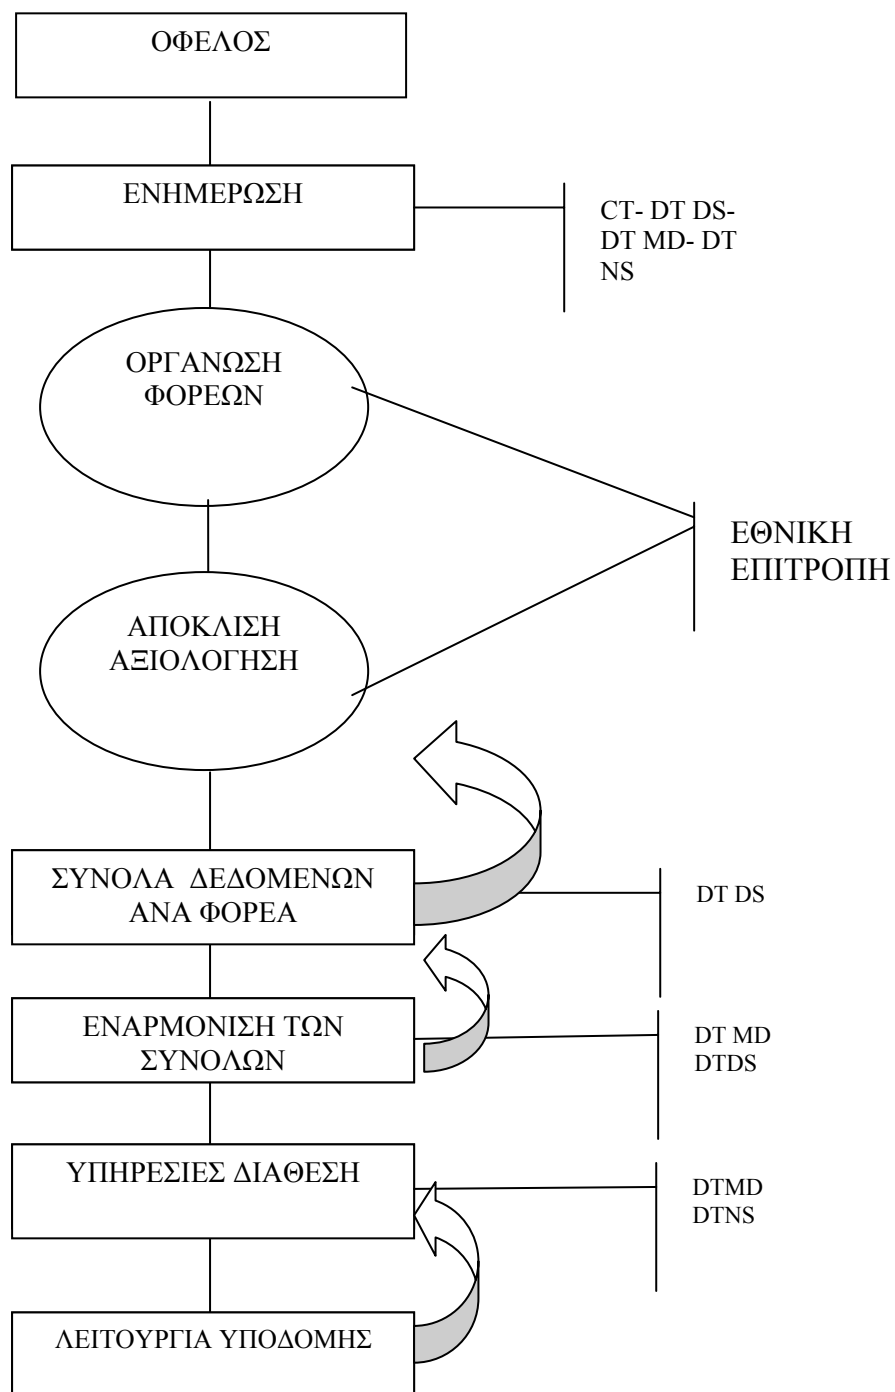 ΟΦΕΛΟΣ
ΕΝΗΜΕΡΩΣΗ
CT- DT DS-
DT MD- DT
NS
ΟΡΓΑΝΩΣΗ
ΦΟΡΕΩΝ
ΕΘΝΙΚΗ
ΕΠΙΤΡΟΠΗ
ΑΠΟΚΛΙΣΗ
ΑΞΙΟΛΟΓΗΣΗ
ΣΥΝΟΛΑ ΔΕΔΟΜΕΝΩΝ
ΑΝΑ ΦΟΡΕΑ
DT DS
ΕΝΑΡΜΟΝΙΣΗ ΤΩΝ
ΣΥΝΟΛΩΝ
DT MD
DTDS
ΥΠΗΡΕΣΙΕΣ ΔΙΑΘΕΣΗ
DTMD
DTNS
ΛΕΙΤΟΥΡΓΙΑ ΥΠΟΔΟΜΗΣ